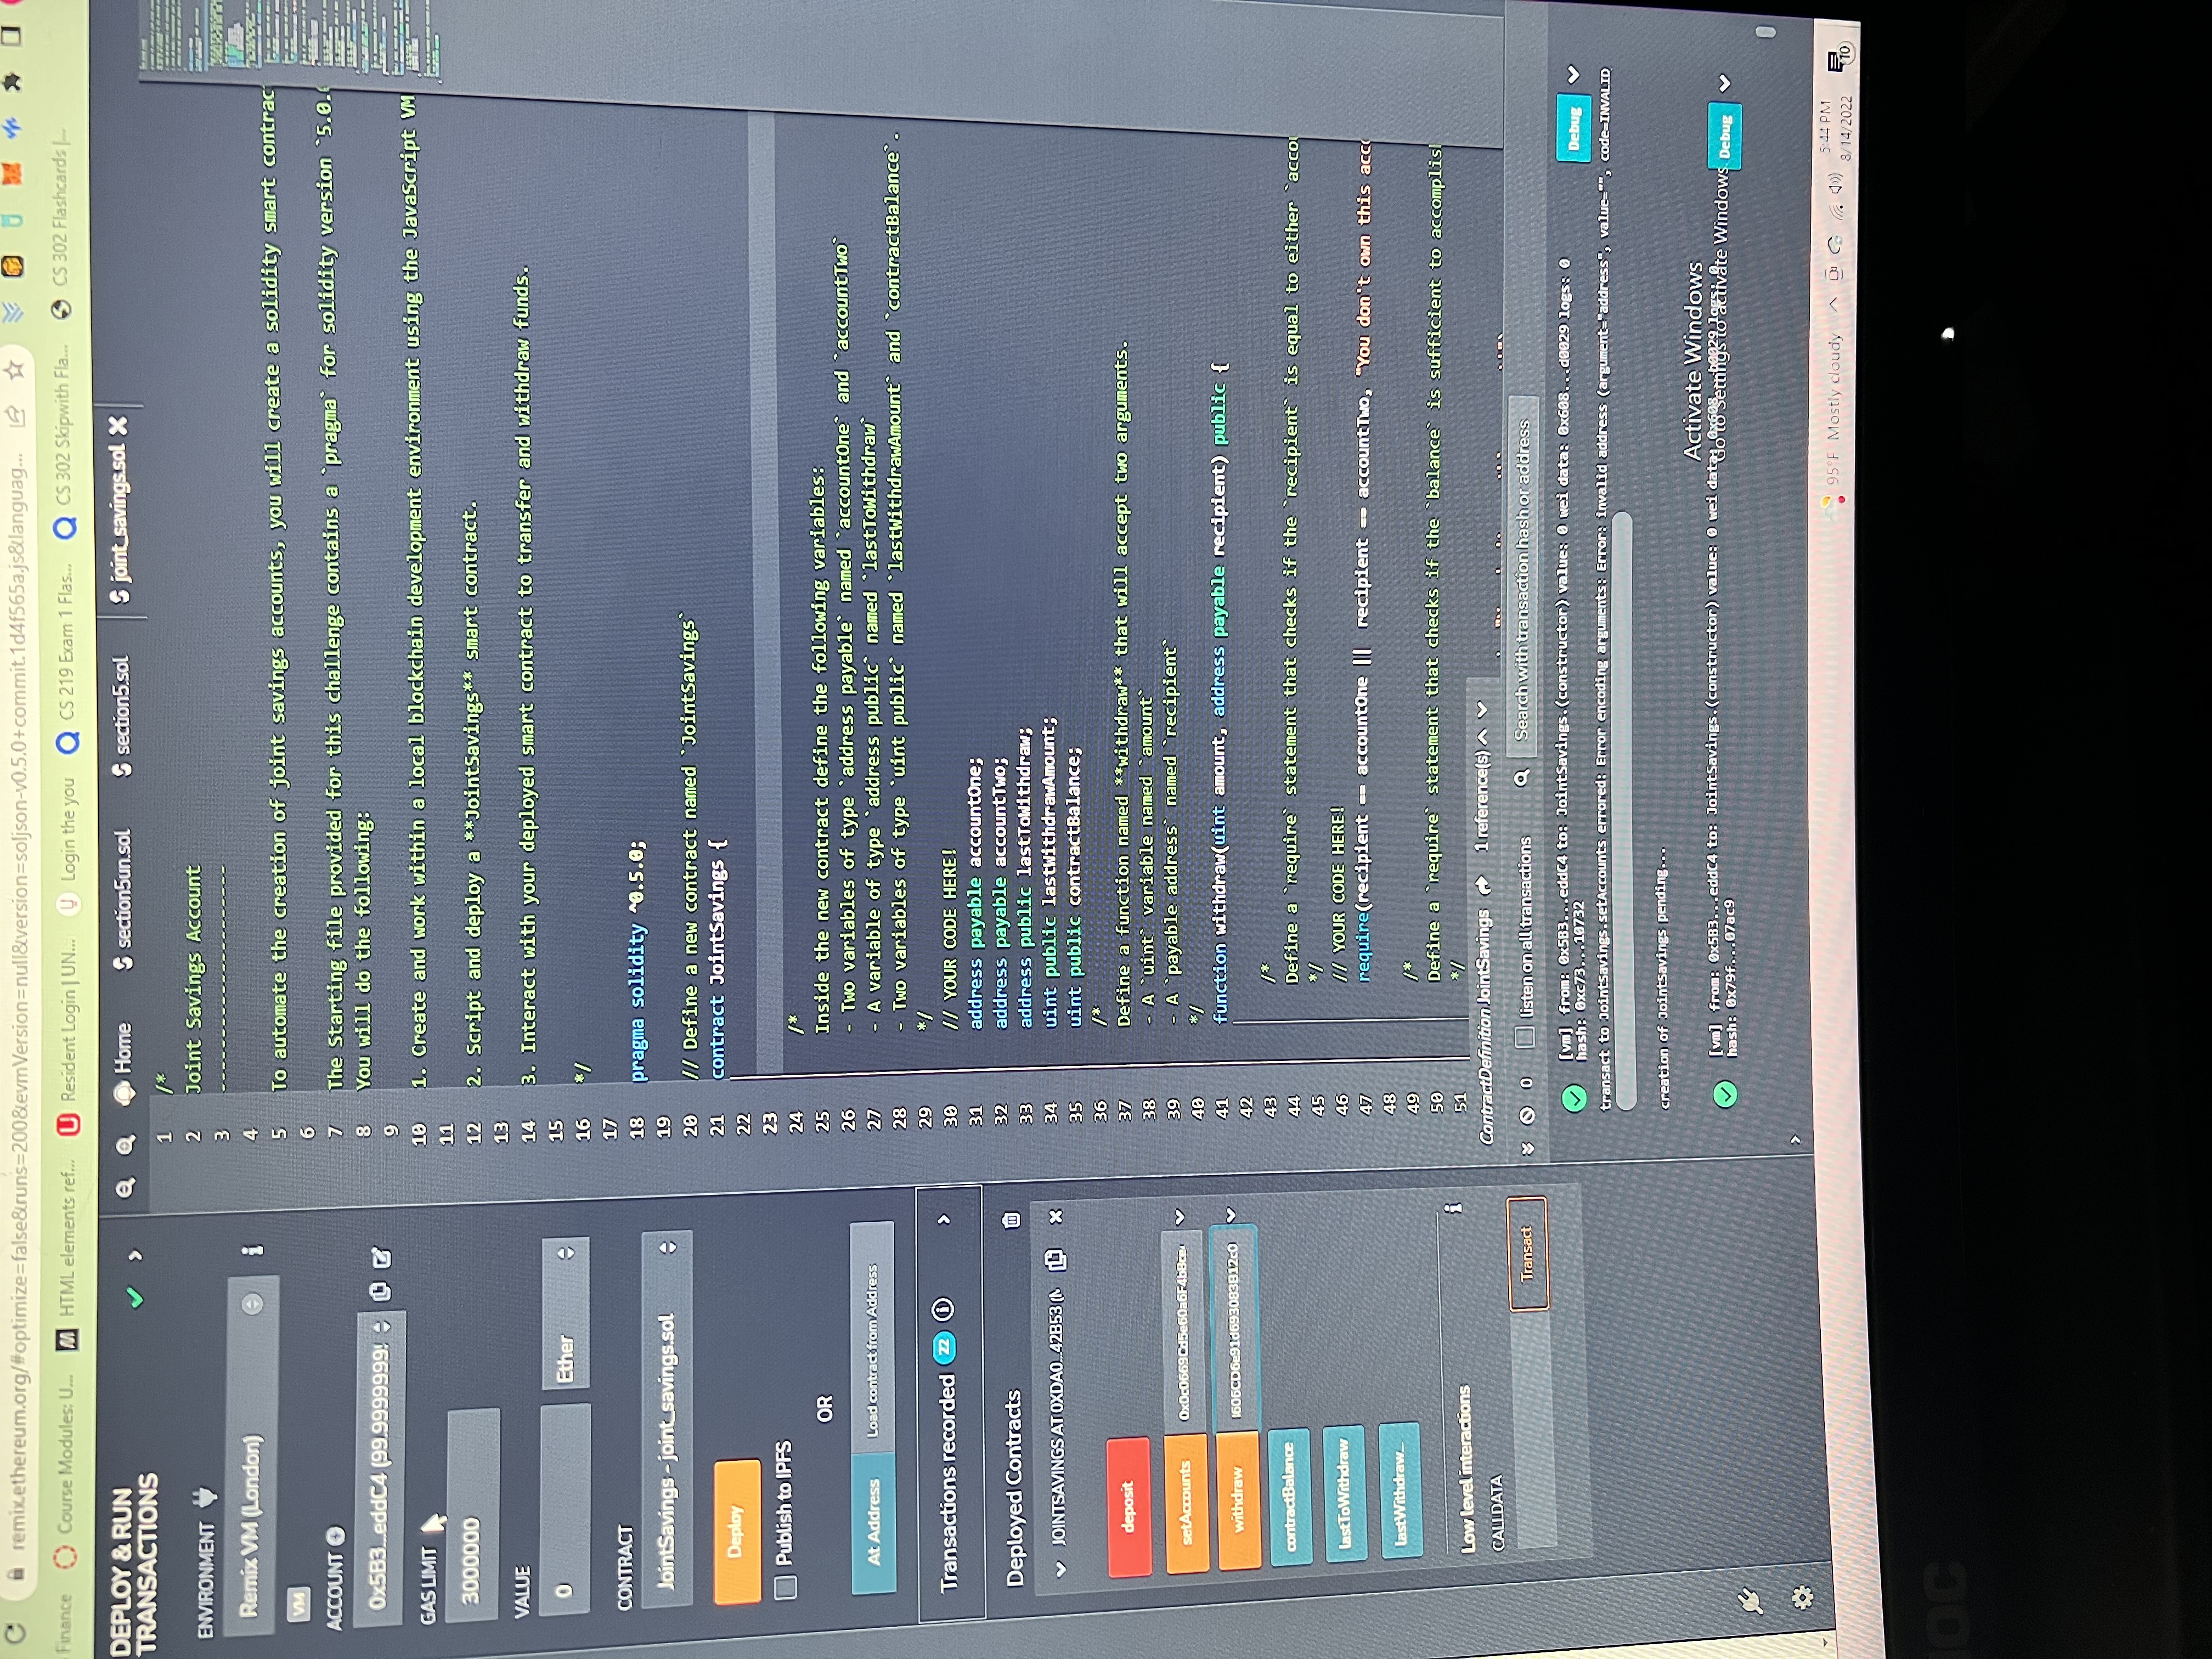 remix.ethereum.org/#optimize=false&runs=200&evmVersion=null&version=soljson-v0.5.0+commit.1d4f565a.js&languag...
Finance
Course Modules: U...
HTML elements ref...
Resident Login | UN...
Login the you
CS 219 Exam 1 Flas...
CS 302 Skipwith Fla...
CS 302 Flashcards |...
DEPLOY & RUN
TRANSACTIONS
ENVIRONMENT
Remix VM (London)
VM
ACCOUNT
0x5B3...eddC4 (99.9999999
GAS LIMIT
3000000
VALUE
0
Ether
CONTRACT
JointSavings - joint_savings.sol
Deploy
Publish to IPFS
OR
At Address
Load contract from Address
Transactions recorded 22
Deployed Contracts
JOINTSAVINGS AT 0XDA0...42B53
deposit
setAccounts
0x0c0669Cd5e60a6F4b8ce
withdraw
606CD6e91d693083B12c0
contractBalance
lastToWithdraw
lastWithdraw...
Low level interactions
CALLDATA
Transact
Home
section5un.sol
section5.sol
joint_savings.sol
1 /*
2 Joint Savings Account
3 ---------------------
4
5 To automate the creation of joint savings accounts, you will create a solidity smart contrac
6
7 The Starting file provided for this challenge contains a `pragma` for solidity version `5.0.
8 You will do the following:
9
10 1. Create and work within a local blockchain development environment using the JavaScript VM
11
12 2. Script and deploy a **JointSavings** smart contract.
13
14 3. Interact with your deployed smart contract to transfer and withdraw funds.
15
16 */
17
18 pragma solidity ^0.5.0;
19
20 // Define a new contract named `JointSavings`
21 contract JointSavings {
22
23
24 /*
25 Inside the new contract define the following variables:
26 - Two variables of type `address payable` named `accountOne` and `accountTwo`
27 - A variable of type `address public` named `lastToWithdraw`
28 - Two variables of type `uint public` named `lastWithdrawAmount` and `contractBalance`.
29 */
30 // YOUR CODE HERE!
31 address payable accountOne;
32 address payable accountTwo;
33 address public lastToWithdraw;
34 uint public lastWithdrawAmount;
35 uint public contractBalance;
36 /*
37 Define a function named **withdraw** that will accept two arguments.
38 - A `uint` variable named `amount`
39 - A `payable address` named `recipient`
40 */
41 function withdraw(uint amount, address payable recipient) public {
42
43 /*
44 Define a `require` statement that checks if the `recipient` is equal to either `accou
45 */
46 // YOUR CODE HERE!
47 require(recipient == accountOne || recipient == accountTwo, "You don't own this acc
48
49 /*
50 Define a `require` statement that checks if the `balance` is sufficient to accomplis
51 */
ContractDefinition JointSavings 1 reference(s)
0
listen on all transactions
Search with transaction hash or address
[vm] from: 0x5B3...eddC4 to: JointSavings.(constructor) value: 0 wei data: 0x608...d0029 logs: 0
hash: 0xc73...10732
Debug
transact to JointSavings.setAccounts errored: Error encoding arguments: Error: invalid address (argument="address", value="", code=INVALID
creation of JointSavings pending...
[vm] from: 0x5B3...eddC4 to: JointSavings.(constructor) value: 0 wei data: 0x608...b0029 logs: 0
hash: 0x79f...07ac9
Debug
Activate Windows
Go to Settings to activate Windows
95°F Mostly cloudy
5:44 PM
8/14/2022
10